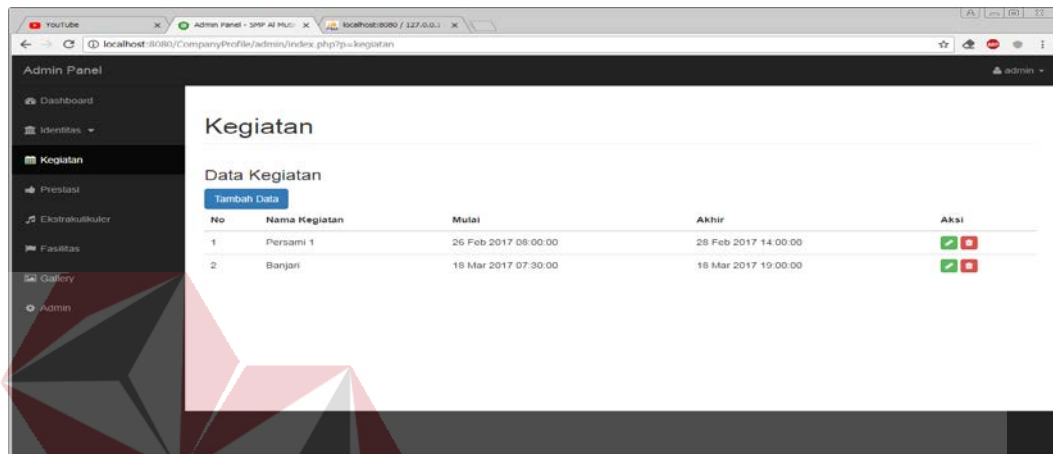 YouTube
Admin Panel - SMP Al Mut
localhost:8080 / 127.0.0.1
localhost:8080/CompanyProfile/admin/index.php?p=kegiatan
Admin Panel
admin
Dashboard
Identitas
Kegiatan
Prestasi
Ekstrakulikuler
Fasilitas
Gallery
Admin
Kegiatan
Data Kegiatan
Tambah Data
No Nama Kegiatan Mulai Akhir Aksi
1 Persami 1 26 Feb 2017 08:00:00 28 Feb 2017 14:00:00
2 Banjari 18 Mar 2017 07:30:00 18 Mar 2017 19:00:00